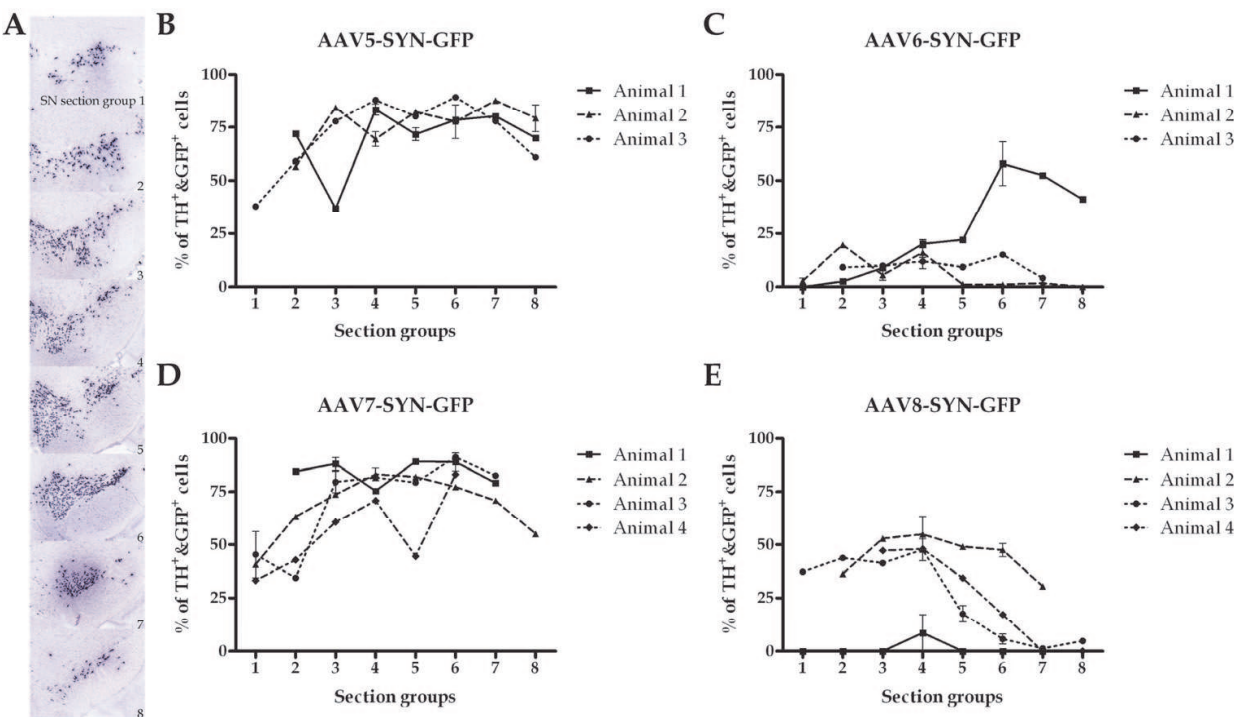 A
SN section group 1
2
3
4
5
6
7
8
B
AAV5-SYN-GFP
% of TH⁺&GFP⁺ cells
100
75
50
25
0
1 2 3 4 5 6 7 8
Section groups
Animal 1
Animal 2
Animal 3
C
AAV6-SYN-GFP
% of TH⁺&GFP⁺ cells
100
75
50
25
0
1 2 3 4 5 6 7 8
Section groups
Animal 1
Animal 2
Animal 3
D
AAV7-SYN-GFP
% of TH⁺&GFP⁺ cells
100
75
50
25
0
1 2 3 4 5 6 7 8
Section groups
Animal 1
Animal 2
Animal 3
Animal 4
E
AAV8-SYN-GFP
% of TH⁺&GFP⁺ cells
100
75
50
25
0
1 2 3 4 5 6 7 8
Section groups
Animal 1
Animal 2
Animal 3
Animal 4